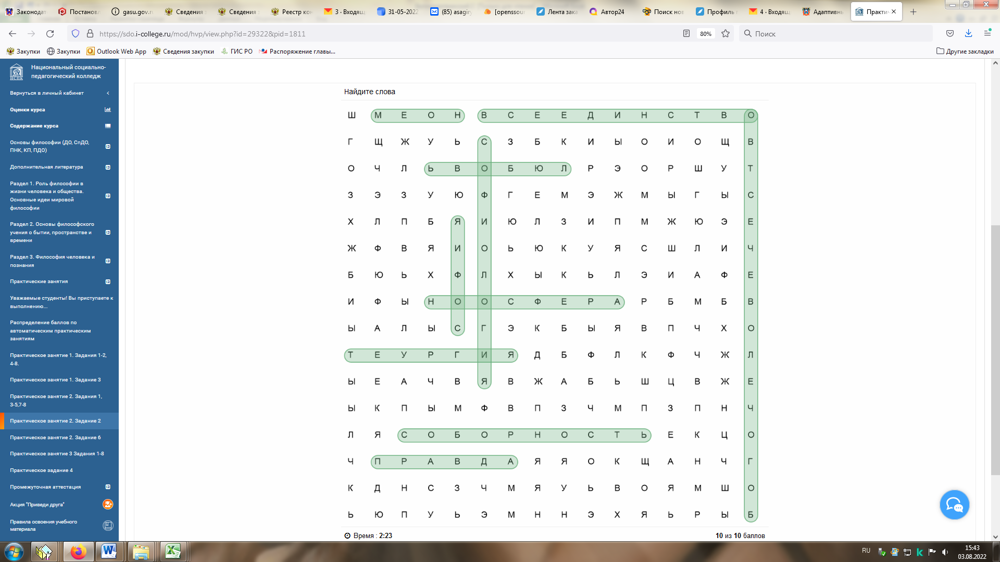 Законодат
Постановл
gasu.gov.r
Сведения з
Сведения з
Реестр кон
3 · Входящ
31-05-2022
(85) asagiry
[openssour
Лента зака
Автор24
Поиск нов
Профиль г
4 · Входящ
Адаптивны
Практич
https://sdo.i-college.ru/mod/hvp/view.php?id=29322&pid=1811
80%
Поиск
Закупки
Закупки
Outlook Web App
Сведения закупки
ГИС РО
Распоряжение главы...
Другие закладки
Национальный социально-
педагогический колледж
Вернуться в личный кабинет
Оценки курса
Содержание курса
Основы философии (ДО, СпДО,
ПНК, КП, ПДО)
Дополнительная литература
Раздел 1. Роль философии в
жизни человека и общества.
Основные идеи мировой
философии
Раздел 2. Основы философского
учения о бытии, пространстве и
времени
Раздел 3. Философия человека и
познания
Практические занятия
Уважаемые студенты! Вы приступаете к
выполнению...
Распределение баллов по
автоматическим практическим
занятиям
Практическое занятие 1. Задания 1-2,
4-8.
Практическое занятие 1. Задание 3
Практическое занятие 2. Задания 1,
3-5,7-8
Практическое занятие 2. Задание 2
Практическое занятие 2. Задание 6
Практическое занятие 3 Задания 1-8
Практическое задание 4
Промежуточная аттестация
Акция "Приведи друга"
Правила освоения учебного
материала
Найдите слова
Ш М Е О Н В С Е Е Д И Н С Т В О
Г Щ Ж У Ь С З Б К И Ы О И О Щ В
О Ч Л Ь В О Б Ю Л Р Э О Р Ш У Т
З Э З У Ю Ф Г Е М Э Ж М Ы Г Ы С
Х Л П Б Я И Ю Л З И П М Ж Ю Э Е
Ж Ф В Я И О Ь Ю К У Я С Ш Л И Ч
Б Ю Ь Х Ф Л Х Ы К Ь Л Э И А Ф Е
И Ф Ы Н О О С Ф Е Р А Р Б М Б В
Ы А Л Ы С Г Э К Б Ы Я В П Ч Х О
Т Е У Р Г И Я Д Б Ф Л К Ф Ч Ж Л
Ы Е А Ч В Я В Ж А Б Ь Ш Ц В Ж Е
Ы К П Ы М Ф В П З Ч М П З П Н Ч
Л Я С О Б О Р Н О С Т Ь Е К Ц О
Ч П Р А В Д А Я Я О К Щ А Н Ч Г
К Д Н С З Ч М Я У Ь В О Я М Ш О
Ь Ю П У Ь Э М Н Н Э Х Я Ь Р Ы Б
Время : 2:23
10 из 10 баллов
RU
15:43
03.08.2022